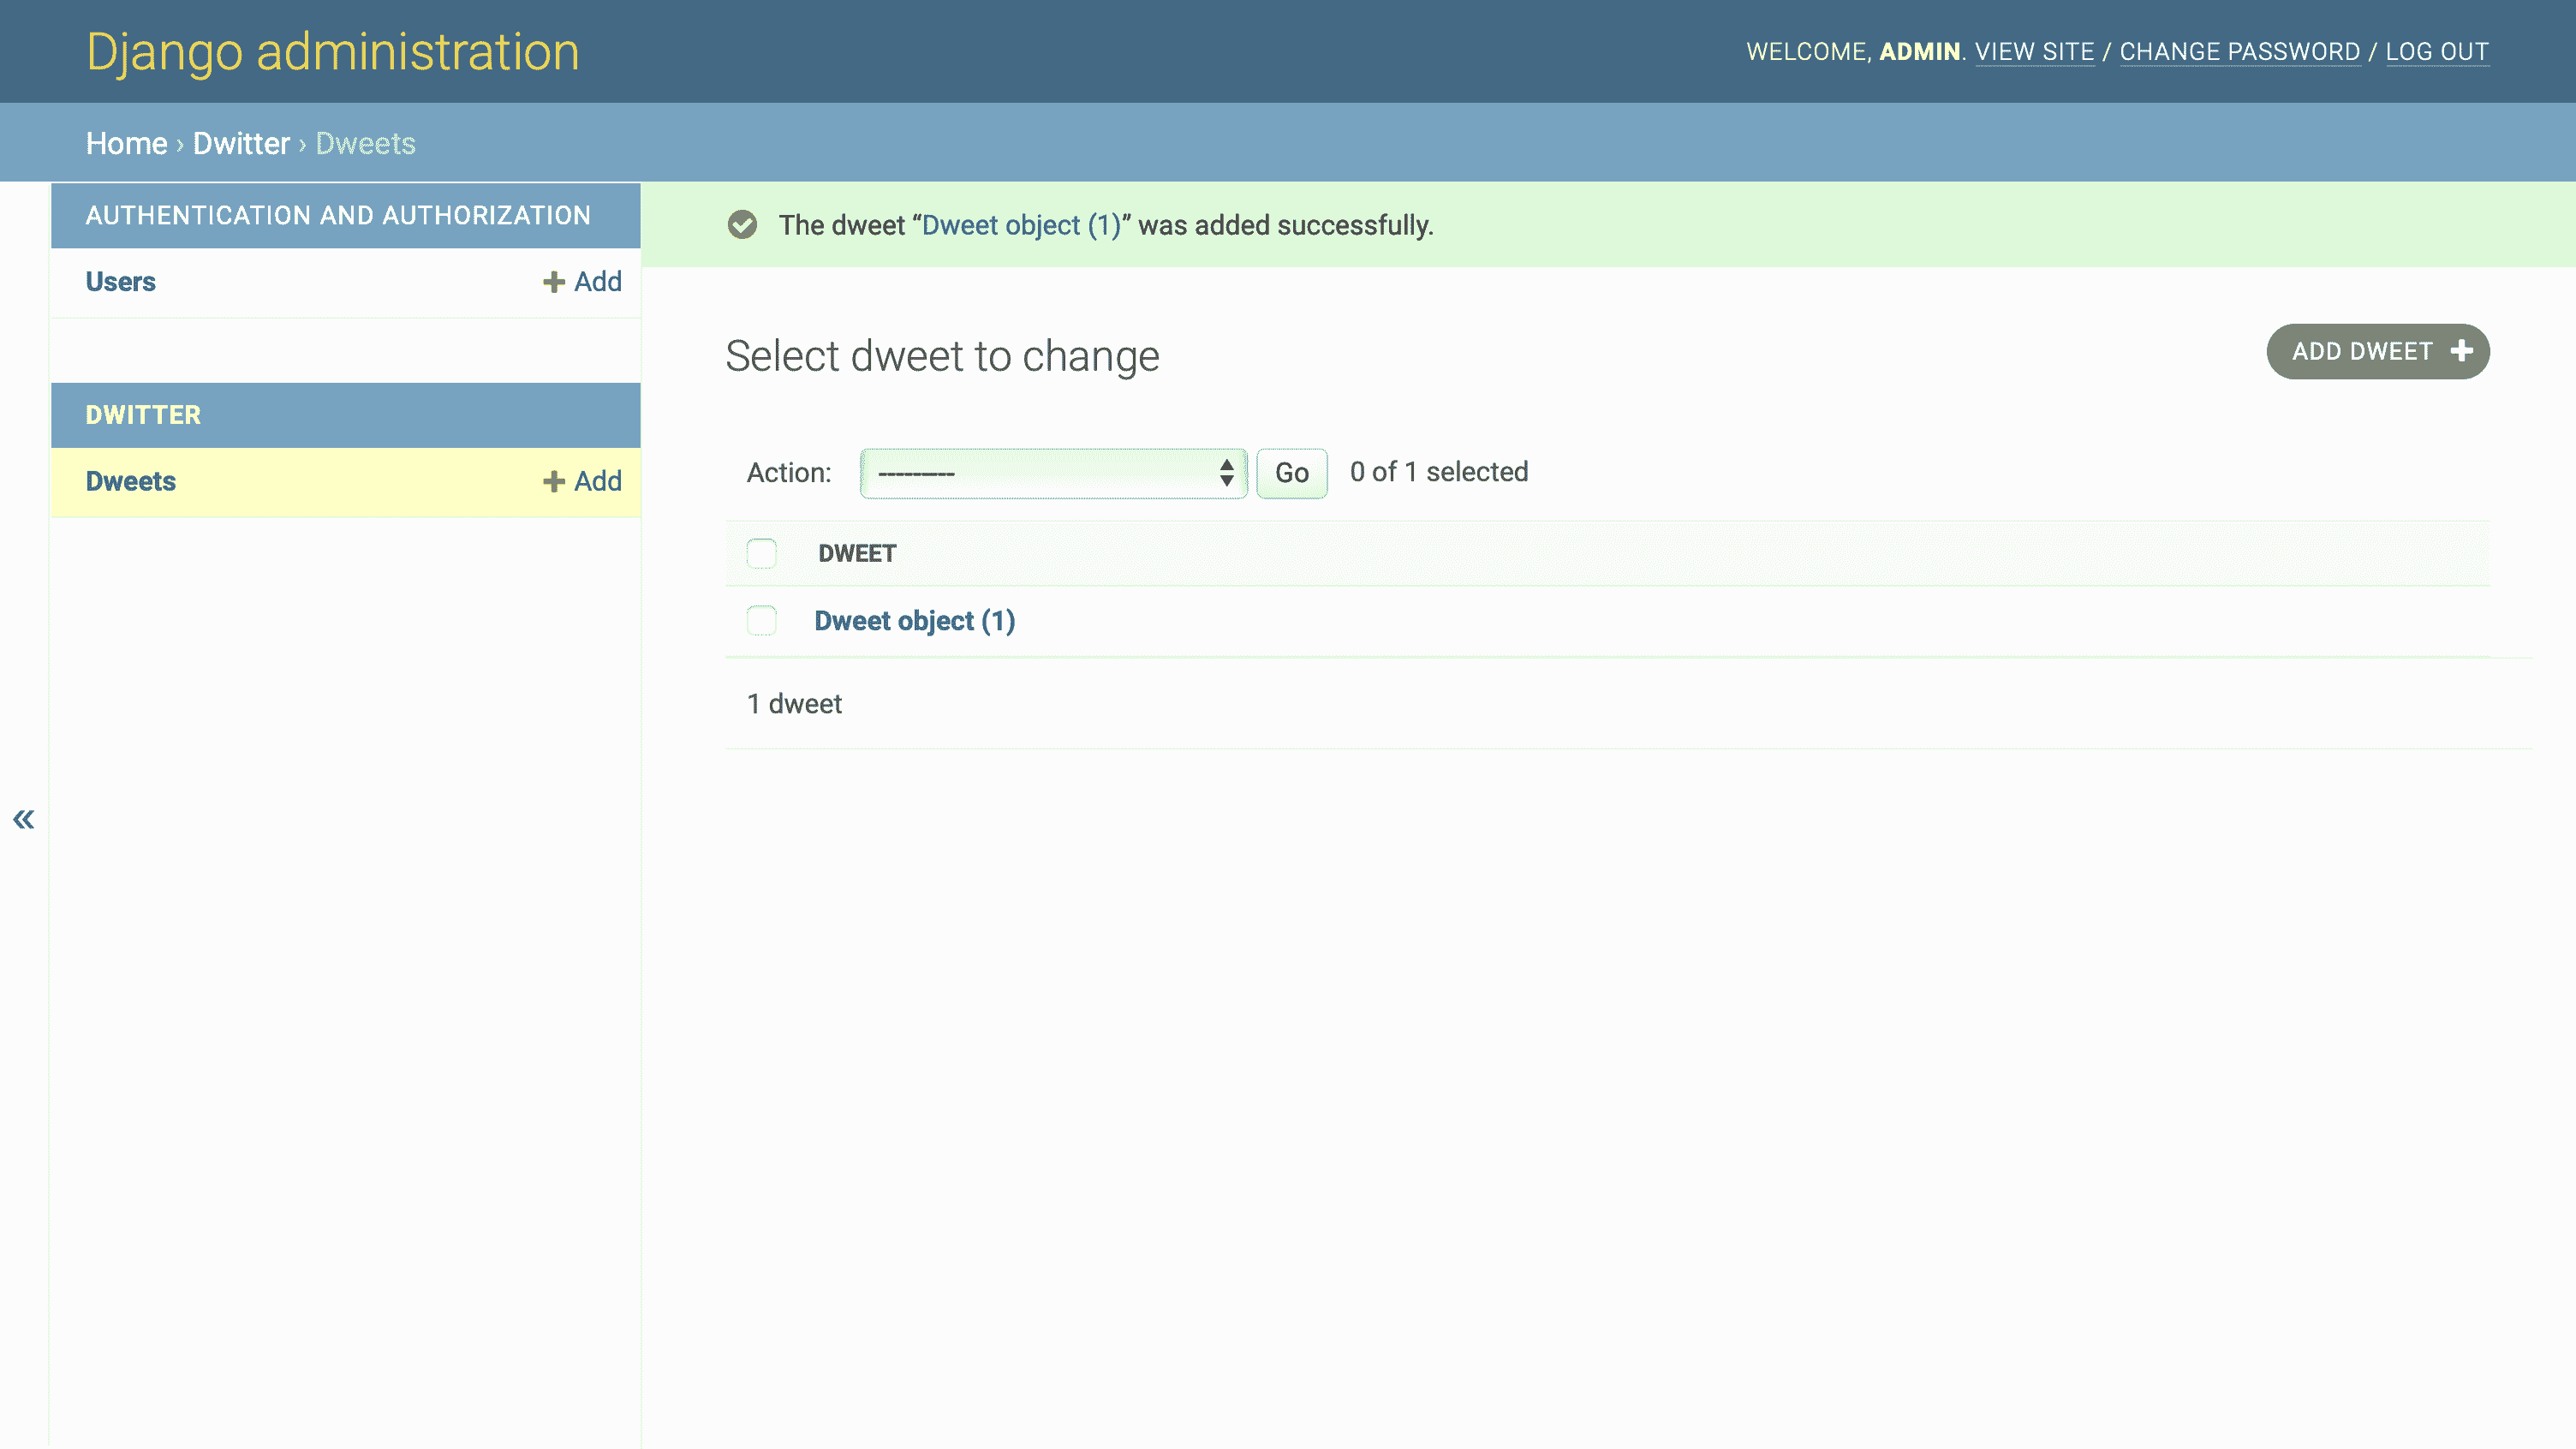 Django administration
WELCOME, ADMIN. VIEW SITE / CHANGE PASSWORD / LOG OUT
Home › Dwitter › Dweets
AUTHENTICATION AND AUTHORIZATION
Users + Add
DWITTER
Dweets + Add
«
The dweet “Dweet object (1)” was added successfully.
Select dweet to change
ADD DWEET +
Action: --------- Go 0 of 1 selected
DWEET
Dweet object (1)
1 dweet